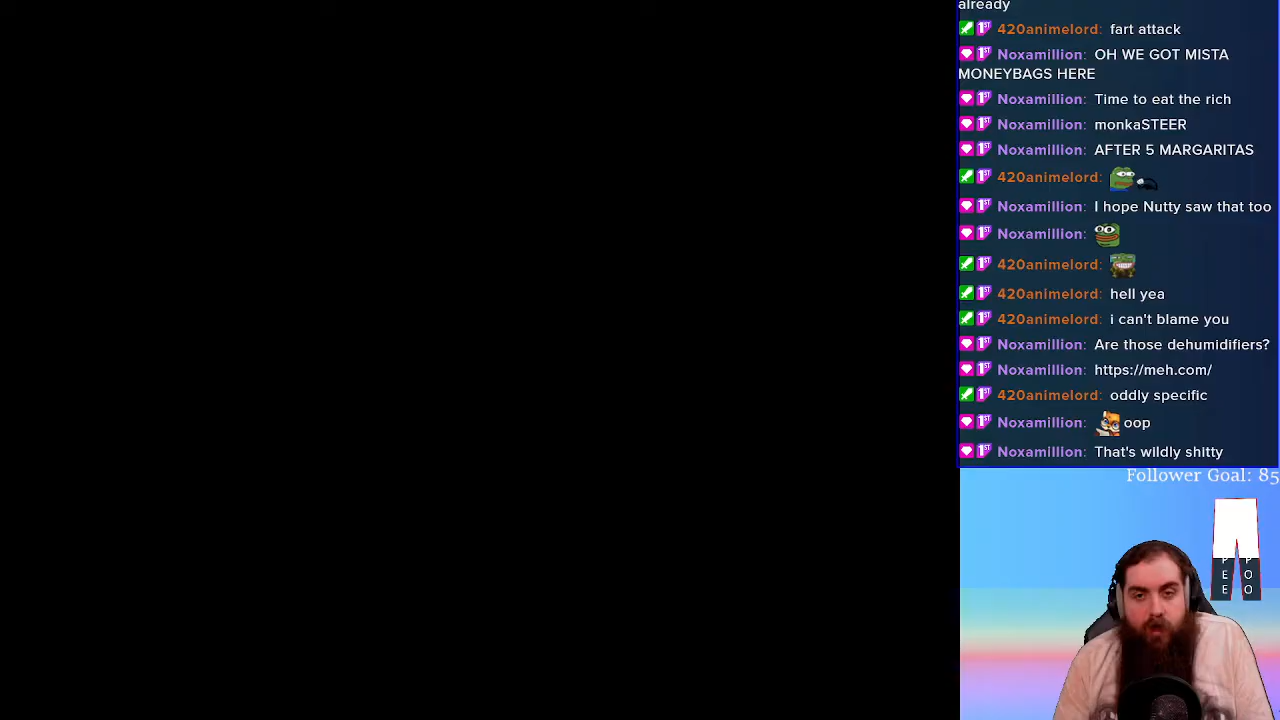 already
420animelord: fart attack
Noxamillion: OH WE GOT MISTA
MONEYBAGS HERE
Noxamillion: Time to eat the rich
Noxamillion: monkaSTEER
Noxamillion: AFTER 5 MARGARITAS
420animelord:
Noxamillion: I hope Nutty saw that too
Noxamillion:
420animelord:
420animelord: hell yea
420animelord: i can't blame you
Noxamillion: Are those dehumidifiers?
Noxamillion: https://meh.com/
420animelord: oddly specific
Noxamillion: oop
Noxamillion: That's wildly shitty
Follower Goal: 85
PEE
POO